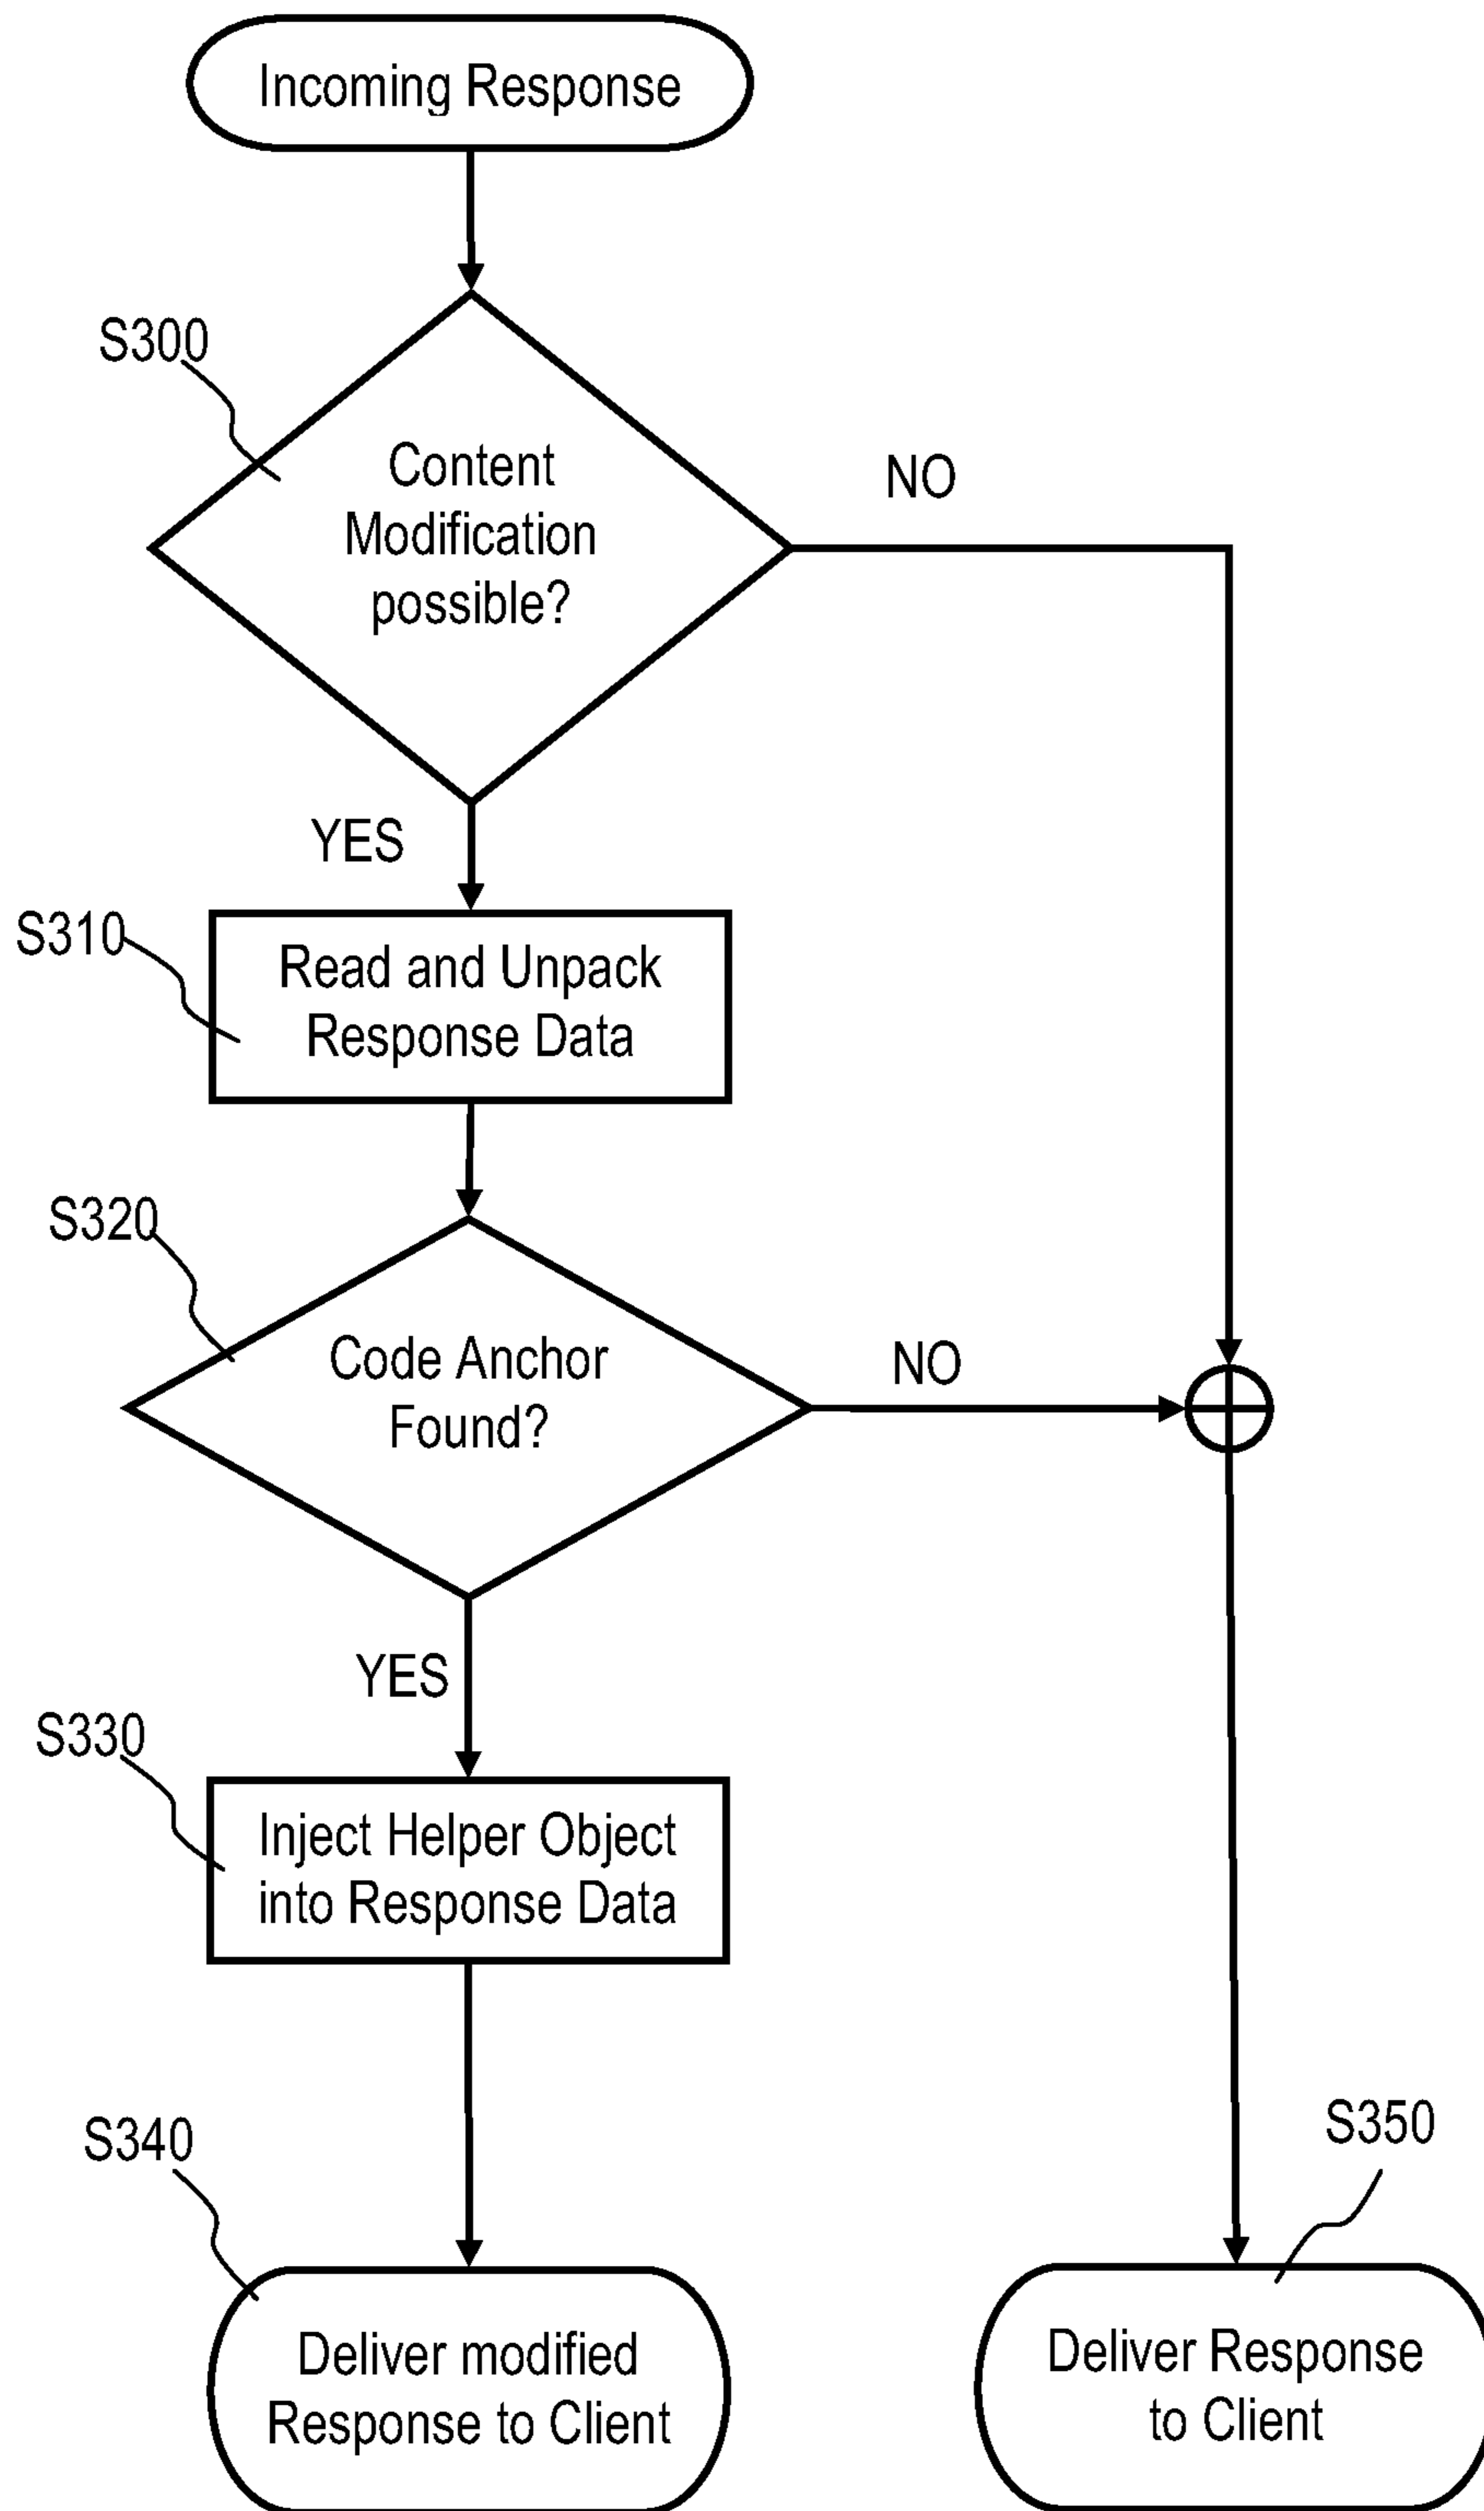 Incoming Response
S300
Content
Modification
possible?
NO
YES
S310
Read and Unpack
Response Data
S320
Code Anchor
Found?
NO
YES
S330
Inject Helper Object
into Response Data
S340
Deliver modified
Response to Client
S350
Deliver Response
to Client